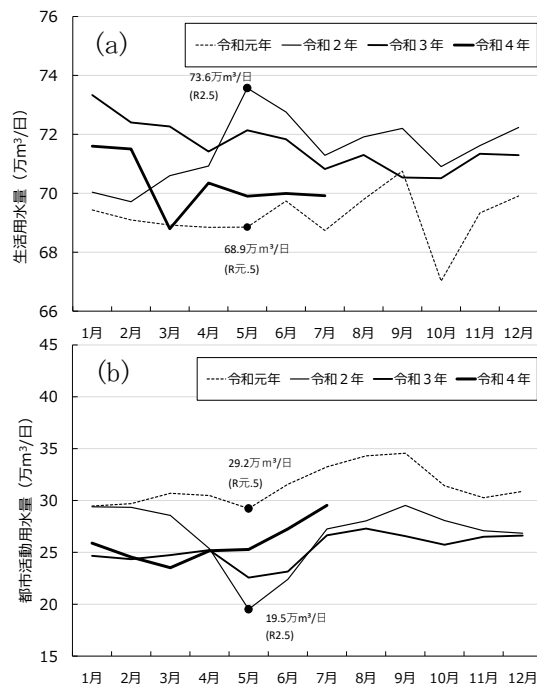 (a)
令和元年 令和２年 令和３年 令和４年
76
74
72
70
68
66
生活用水量（万m³/日）
73.6万m³/日
(R2.5)
68.9万m³/日
(R元.5)
1月 2月 3月 4月 5月 6月 7月 8月 9月 10月 11月 12月
(b)
令和元年 令和２年 令和３年 令和４年
45
40
35
30
25
20
15
都市活動用水量（万m³/日）
29.2万m³/日
(R元.5)
19.5万m³/日
(R2.5)
1月 2月 3月 4月 5月 6月 7月 8月 9月 10月 11月 12月